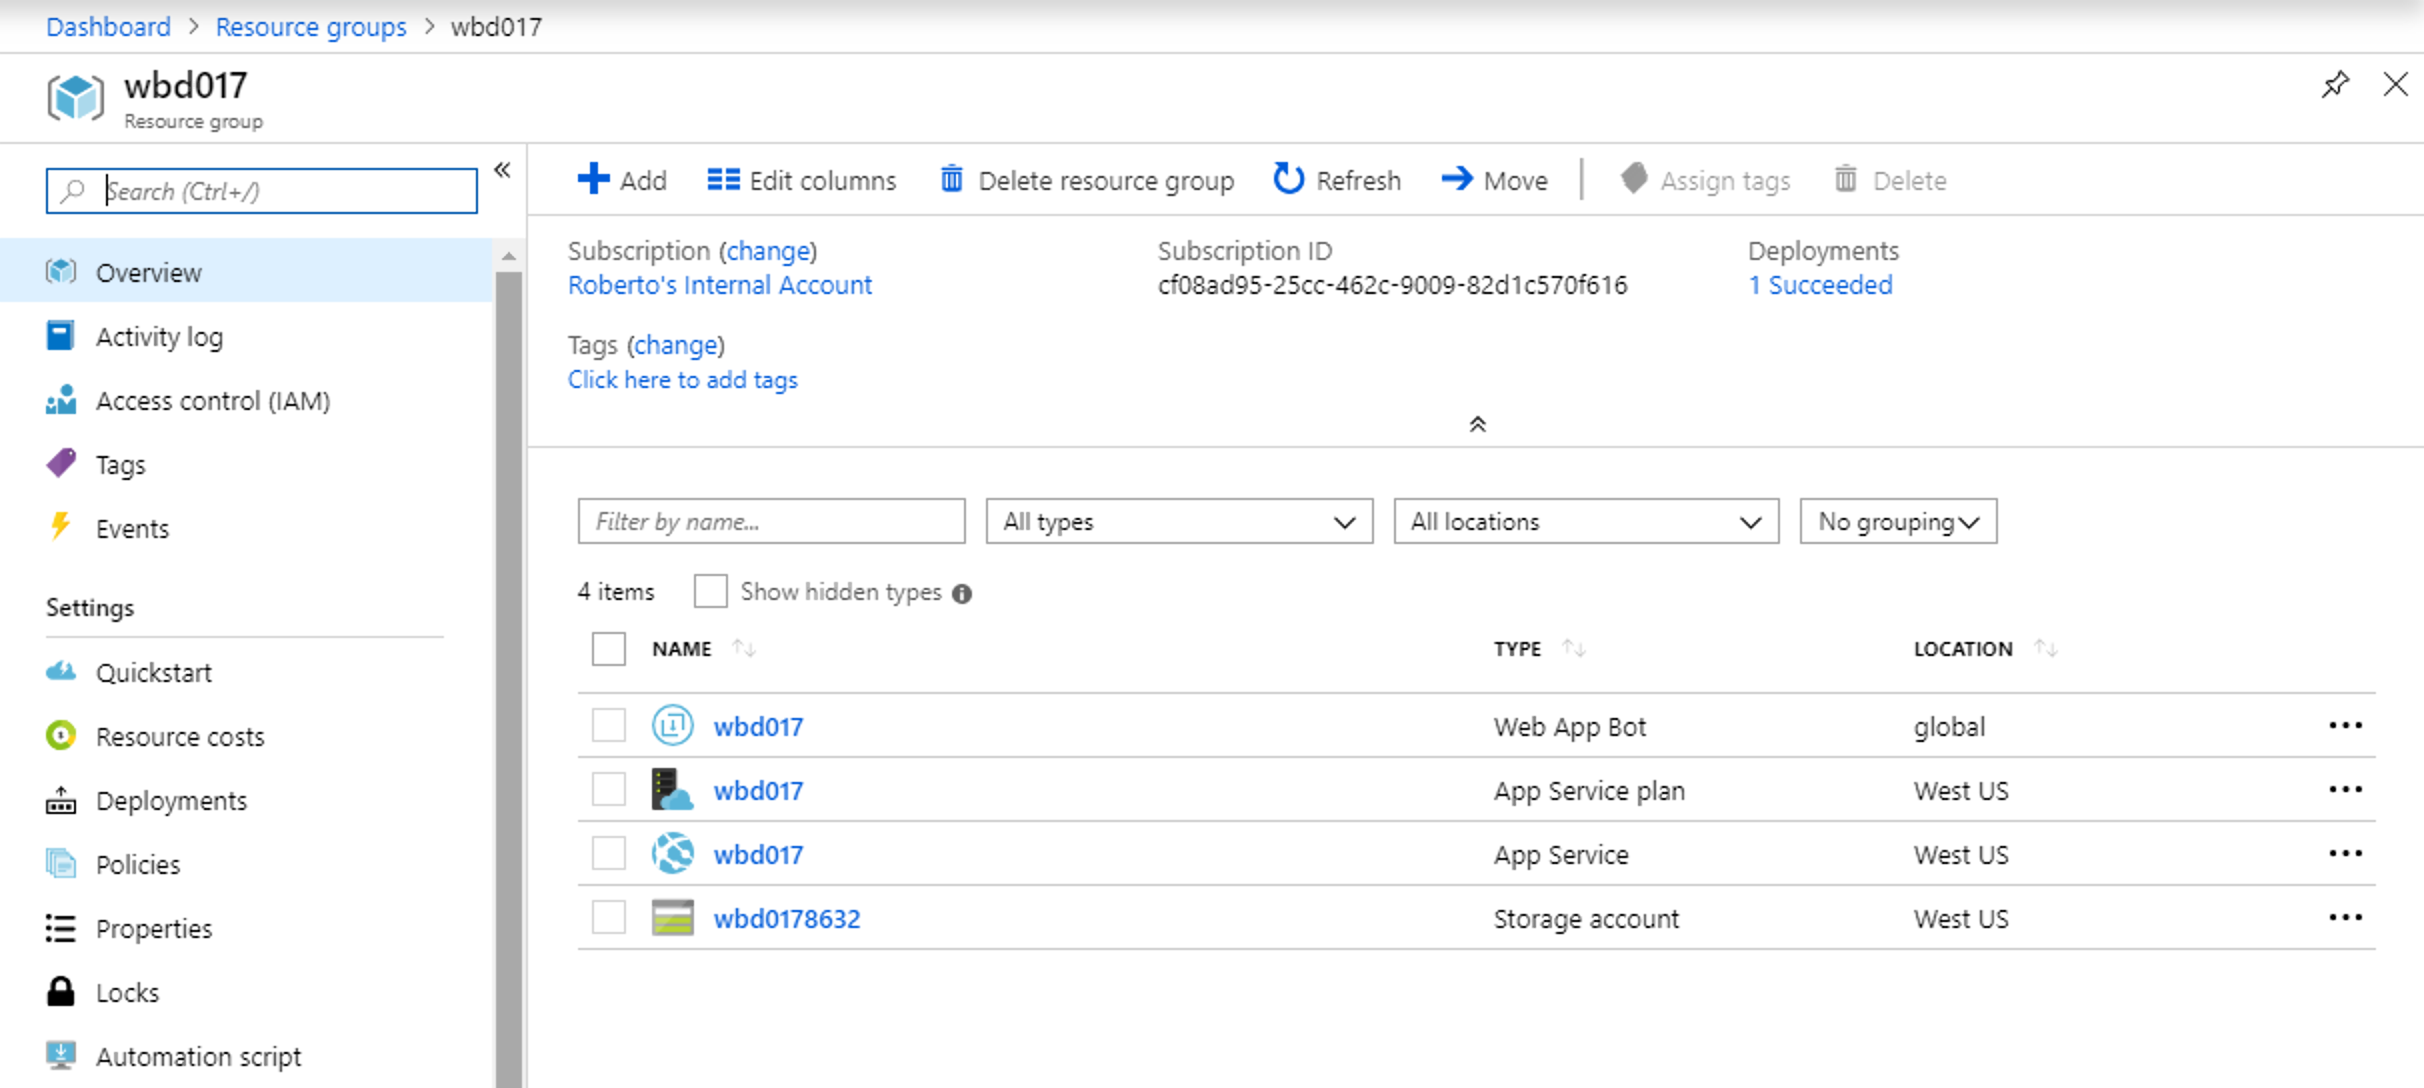 Dashboard > Resource groups > wbd017
wbd017
Resource group
Search (Ctrl+/)
Overview
Activity log
Access control (IAM)
Tags
Events
Settings
Quickstart
Resource costs
Deployments
Policies
Properties
Locks
Automation script
Add Edit columns Delete resource group Refresh Move Assign tags Delete
Subscription (change) Subscription ID Deployments
Roberto's Internal Account cf08ad95-25cc-462c-9009-82d1c570f616 1 Succeeded
Tags (change)
Click here to add tags
Filter by name... All types All locations No grouping
4 items Show hidden types
NAME TYPE LOCATION
wbd017 Web App Bot global
wbd017 App Service plan West US
wbd017 App Service West US
wbd0178632 Storage account West US